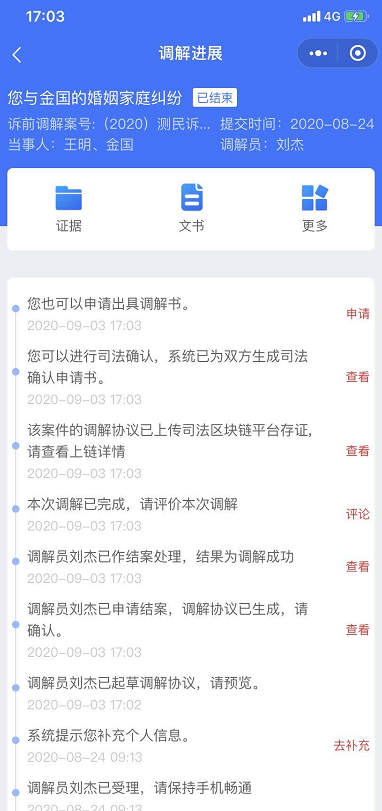 17:03
4G
调解进展
您与金国的婚姻家庭纠纷 已结束
诉前调解案号:（2020）测民诉... 提交时间：2020-08-24
当事人：王明、金国 调解员：刘杰
证据 文书 更多
您也可以申请出具调解书。
申请
2020-09-03 17:03
您可以进行司法确认，系统已为双方生成司法
确认申请书。
查看
2020-09-03 17:03
该案件的调解协议已上传司法区块链平台存证,
请查看上链详情
查看
2020-09-03 17:03
本次调解已完成，请评价本次调解
评论
2020-09-03 17:03
调解员刘杰已作结案处理，结果为调解成功
查看
2020-09-03 17:03
调解员刘杰已申请结案，调解协议已生成，请
确认。
查看
2020-09-03 17:03
调解员刘杰已起草调解协议，请预览。
2020-09-03 17:02
系统提示您补充个人信息。
去补充
2020-08-24 09:13
调解员刘杰已受理，请保持手机畅通
2020-08-24 09:13